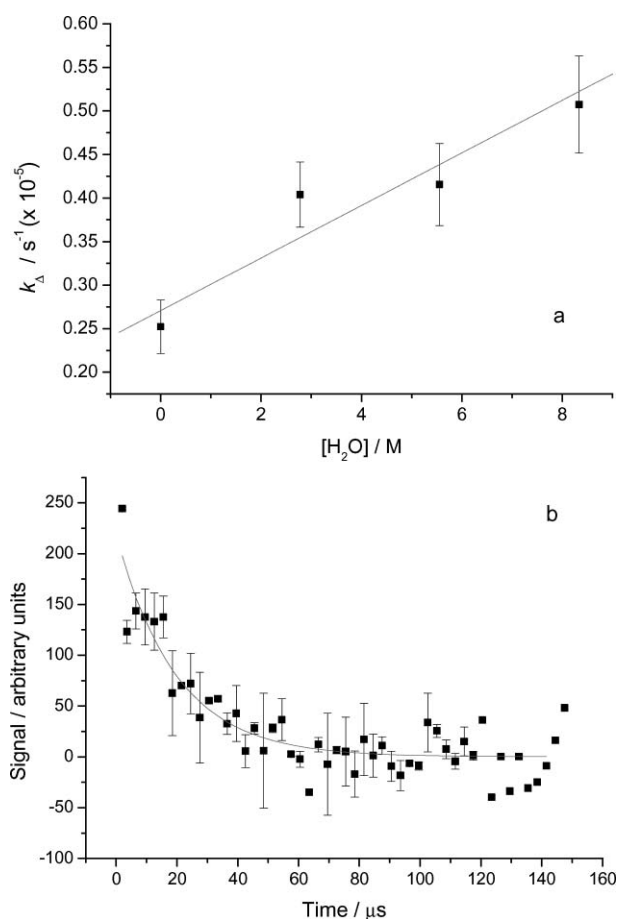 0.60
0.55
0.50
0.45
0.40
0.35
0.30
0.25
0.20
k_Δ / s⁻¹ (x 10⁻⁵)
a
0 2 4 6 8
[H₂O] / M
250
200
150
100
50
0
-50
-100
Signal / arbitrary units
b
0 20 40 60 80 100 120 140 160
Time / μs